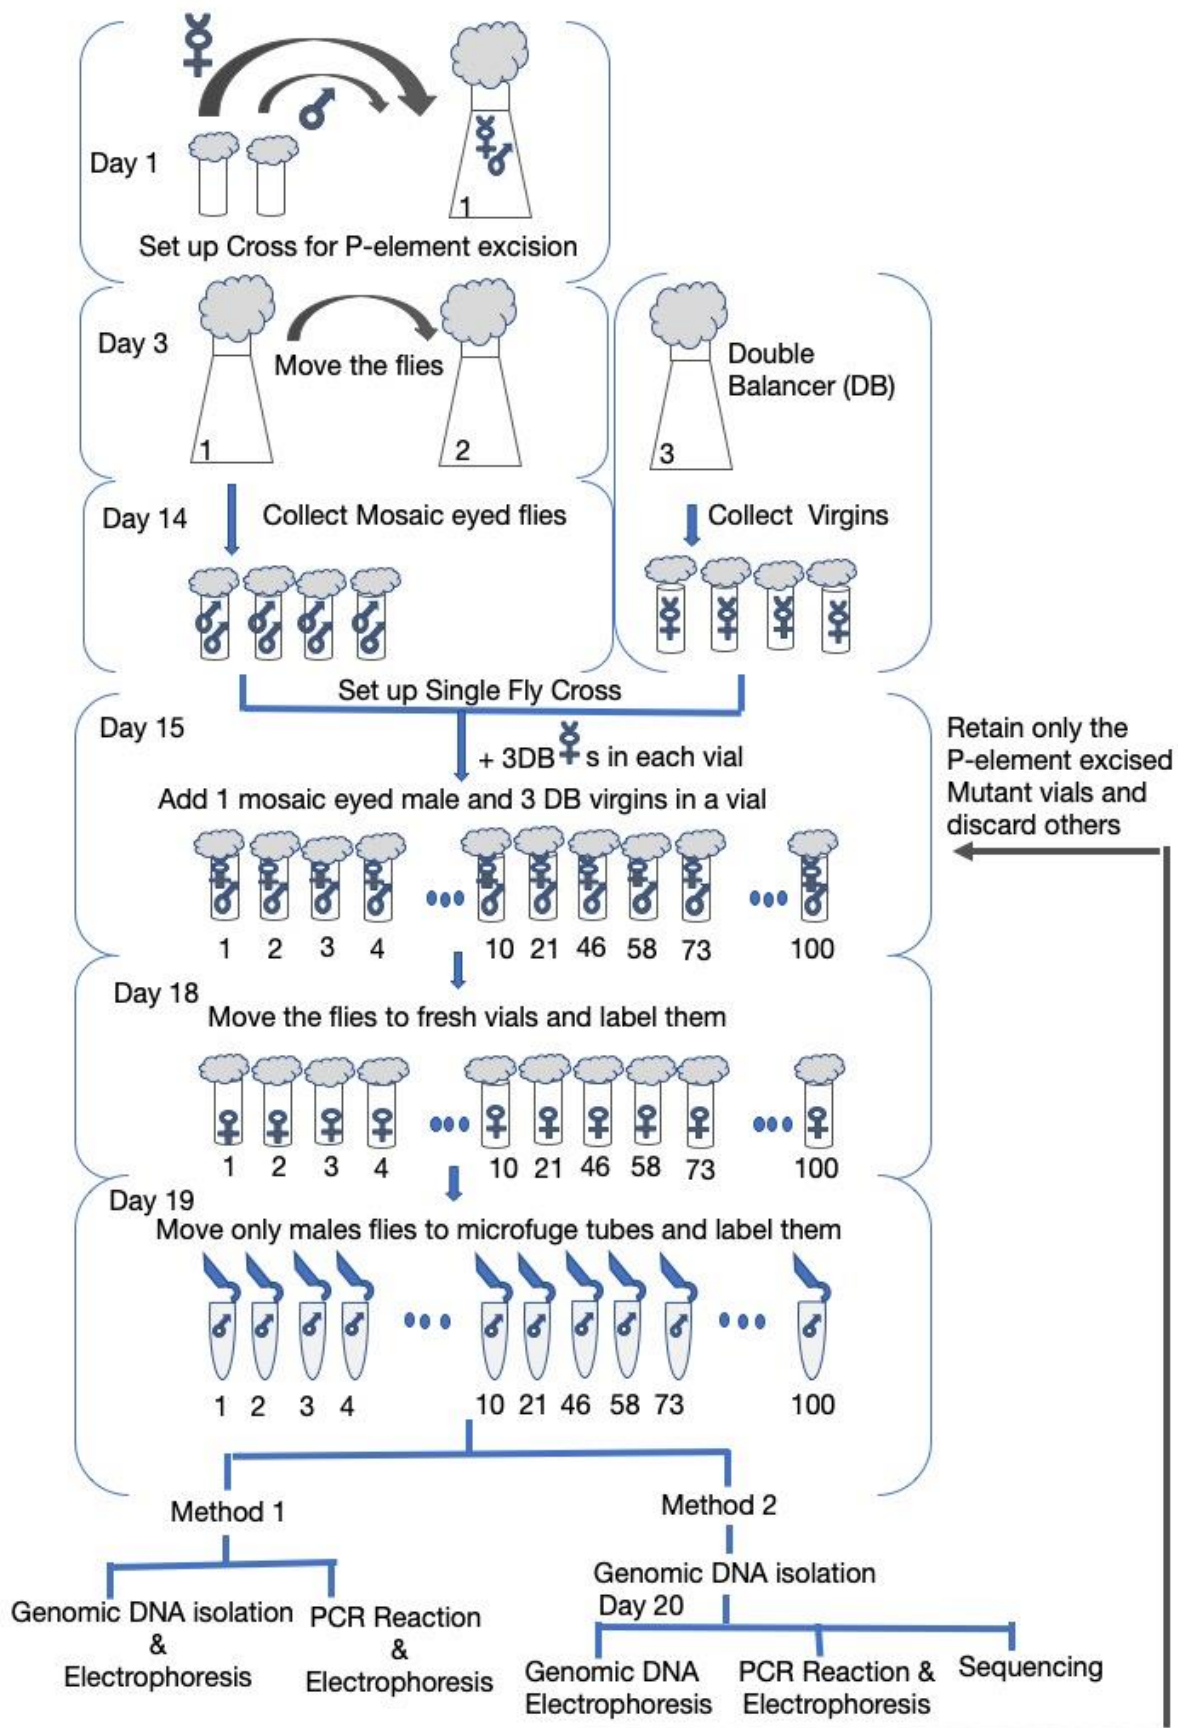 Day 1
1
Set up Cross for P-element excision
Day 3
Move the flies
1
2
3
Double
Balancer (DB)
Day 14
Collect Mosaic eyed flies
Collect Virgins
Set up Single Fly Cross
Day 15
+ 3DB s in each vial
Add 1 mosaic eyed male and 3 DB virgins in a vial
1 2 3 4 10 21 46 58 73 100
Retain only the
P-element excised
Mutant vials and
discard others
Day 18
Move the flies to fresh vials and label them
1 2 3 4 10 21 46 58 73 100
Day 19
Move only males flies to microfuge tubes and label them
1 2 3 4 10 21 46 58 73 100
Method 1
Genomic DNA isolation
&
Electrophoresis
PCR Reaction
&
Electrophoresis
Method 2
Genomic DNA isolation
Day 20
Genomic DNA
Electrophoresis
PCR Reaction &
Electrophoresis
Sequencing